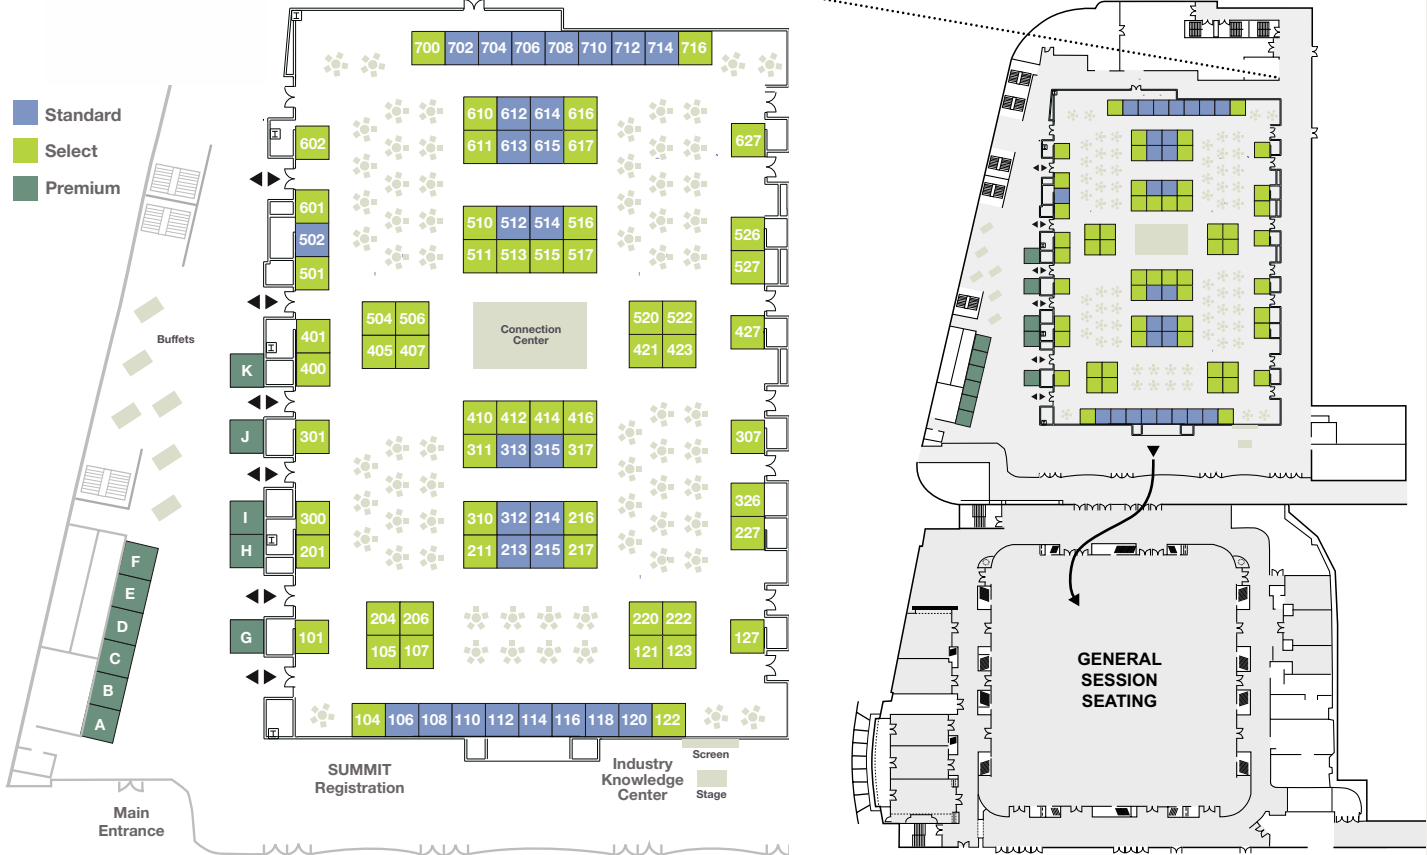 Standard
Select
Premium
700 702 704 706 708 710 712 714 716
610 612 614 616
611 613 615 617
602
627
601
502
501
510 512 514 516
511 513 515 517
526
527
504 506
405 407
Connection
Center
520 522
421 423
427
Buffets
401
400
K
410 412 414 416
311 313 315 317
J
301
307
I
H
300
201
310 312 214 216
211 213 215 217
326
227
F
E
D
C
B
A
G
101
204 206
105 107
220 222
121 123
127
104 106 108 110 112 114 116 118 120 122
SUMMIT
Registration
Industry
Knowledge
Center
Screen
Stage
Main
Entrance
GENERAL
SESSION
SEATING